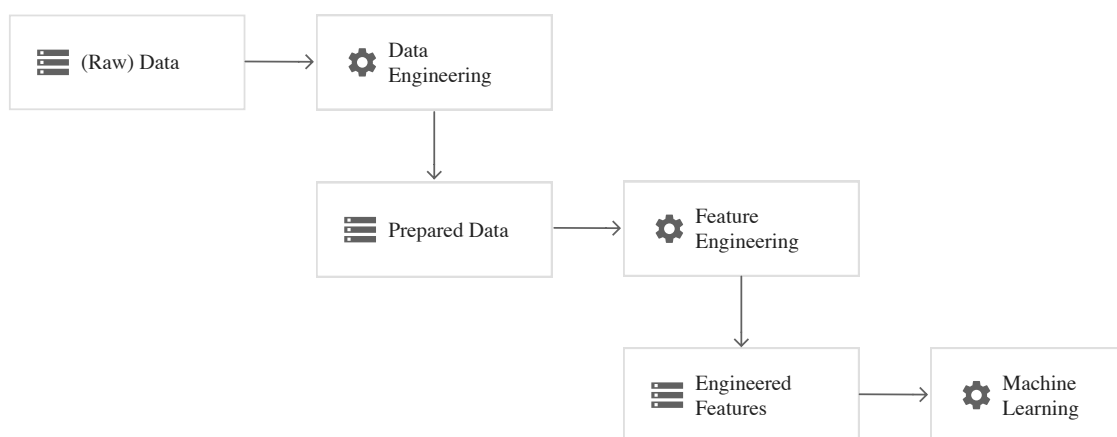 (Raw) Data
Data
Engineering
Prepared Data
Feature
Engineering
Engineered
Features
Machine
Learning